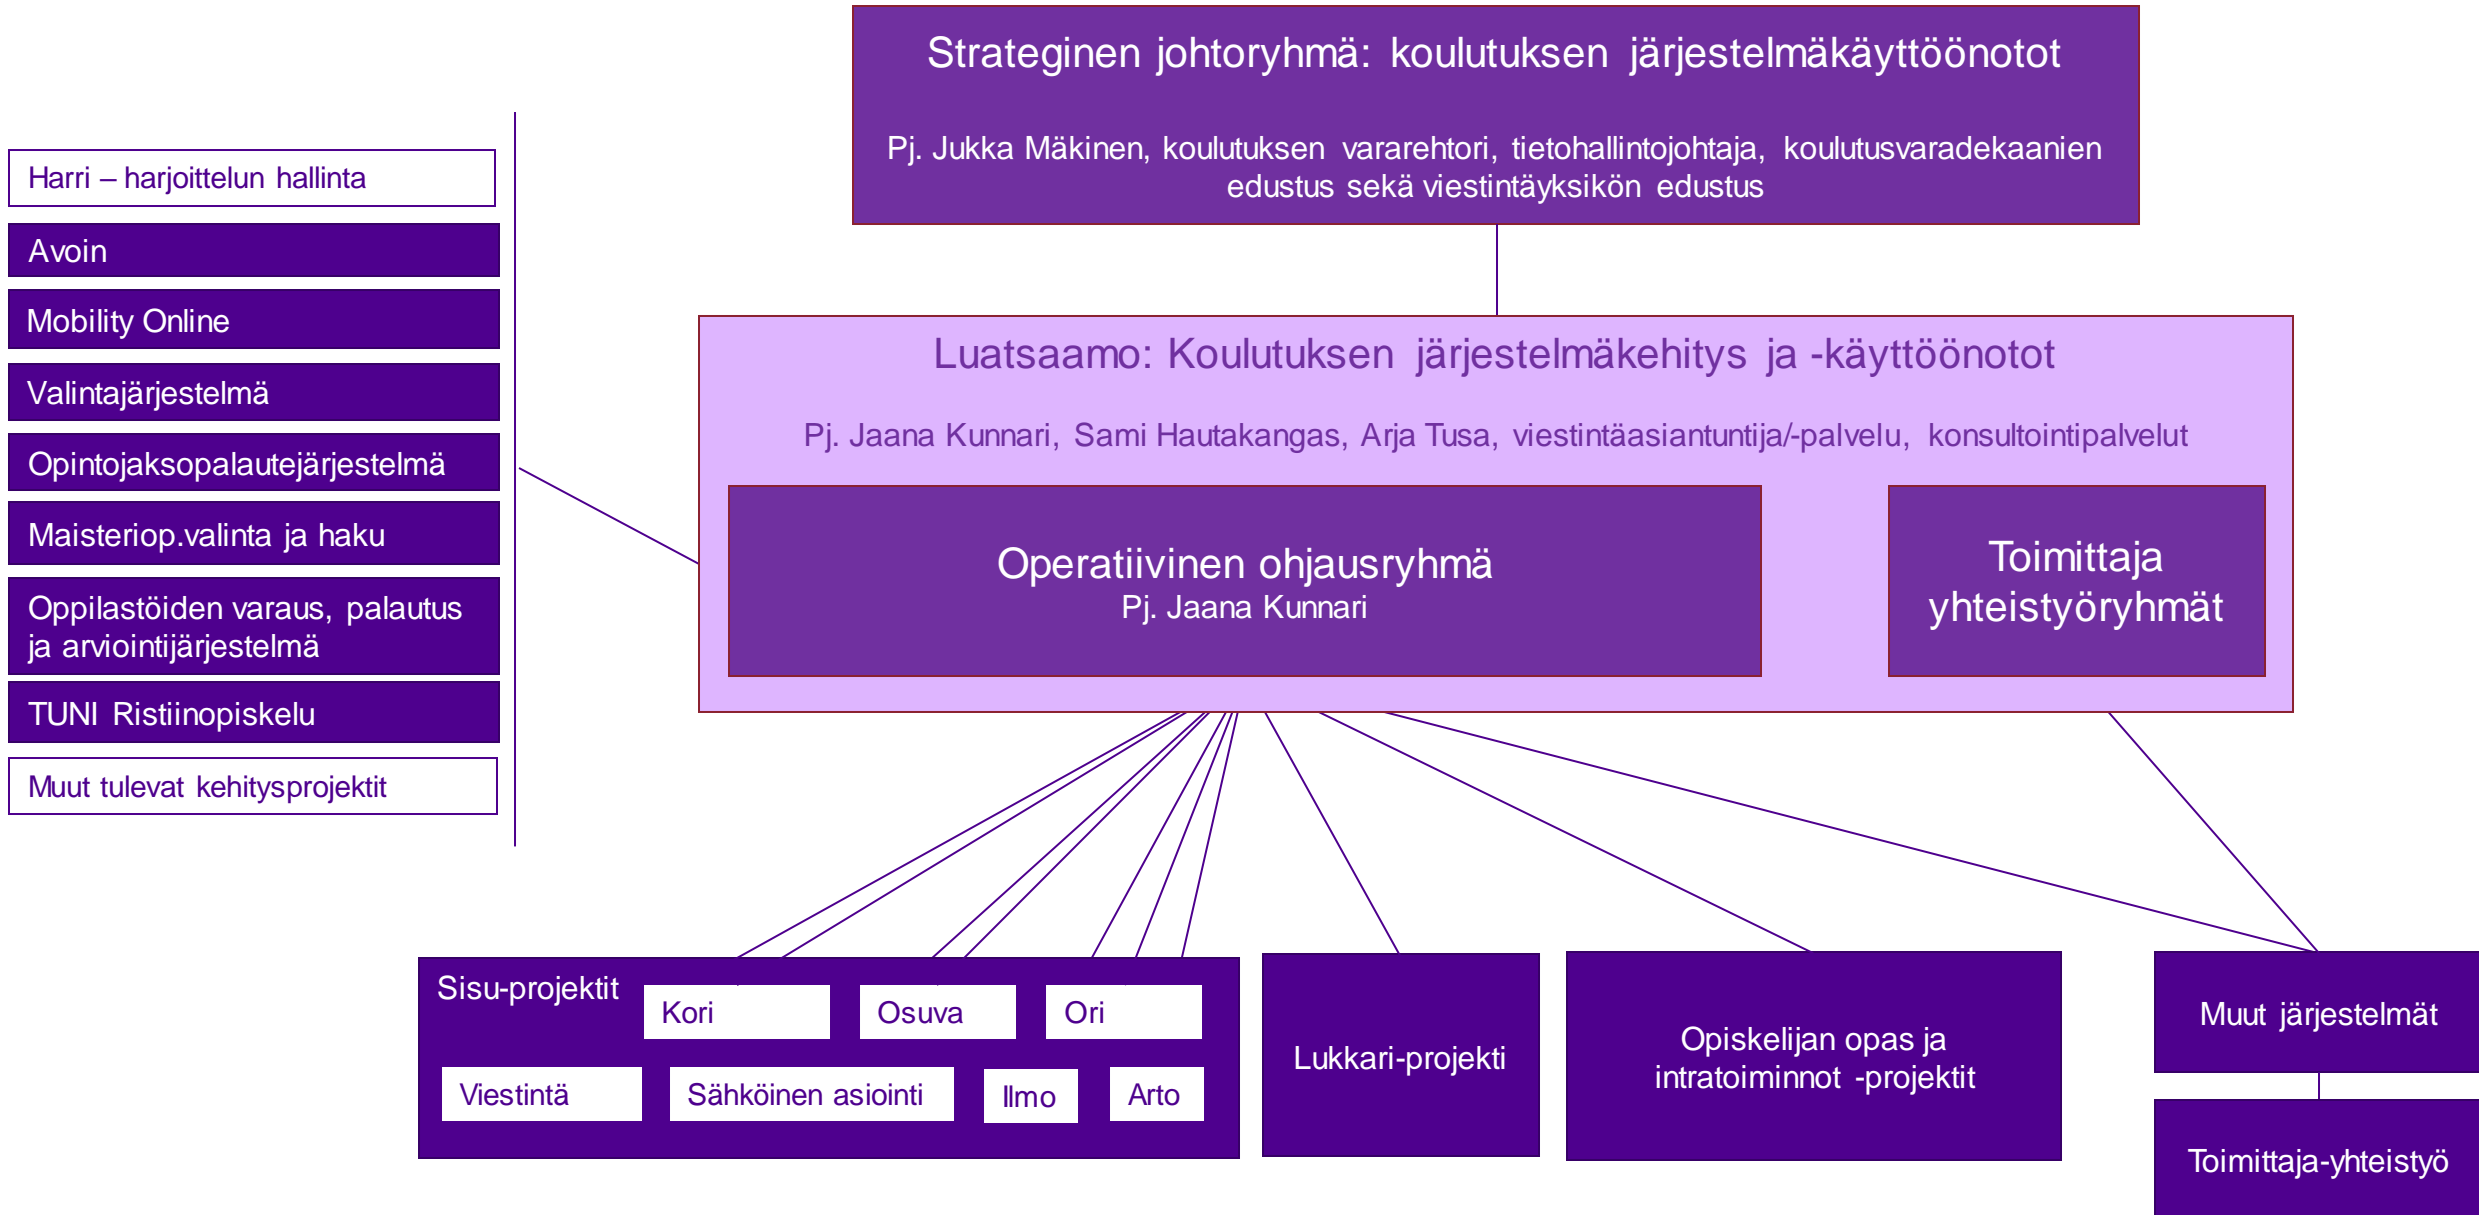 Strateginen johtoryhmä: koulutuksen järjestelmäkäyttöönotot
Pj. Jukka Mäkinen, koulutuksen vararehtori, tietohallintojohtaja, koulutusvaradekaanien
edustus sekä viestintäyksikön edustus
Harri – harjoittelun hallinta
Avoin
Mobility Online
Valintajärjestelmä
Opintojaksopalautejärjestelmä
Maisteriop.valinta ja haku
Oppilastöiden varaus, palautus
ja arviointijärjestelmä
TUNI Ristiinopiskelu
Muut tulevat kehitysprojektit
Luatsaamo: Koulutuksen järjestelmäkehitys ja -käyttöönotot
Pj. Jaana Kunnari, Sami Hautakangas, Arja Tusa, viestintäasiantuntija/-palvelu, konsultointipalvelut
Operatiivinen ohjausryhmä
Pj. Jaana Kunnari
Toimittaja
yhteistyöryhmät
Sisu-projektit
Kori
Osuva
Ori
Viestintä
Sähköinen asiointi
Ilmo
Arto
Lukkari-projekti
Opiskelijan opas ja
intratoiminnot -projektit
Muut järjestelmät
Toimittaja-yhteistyö